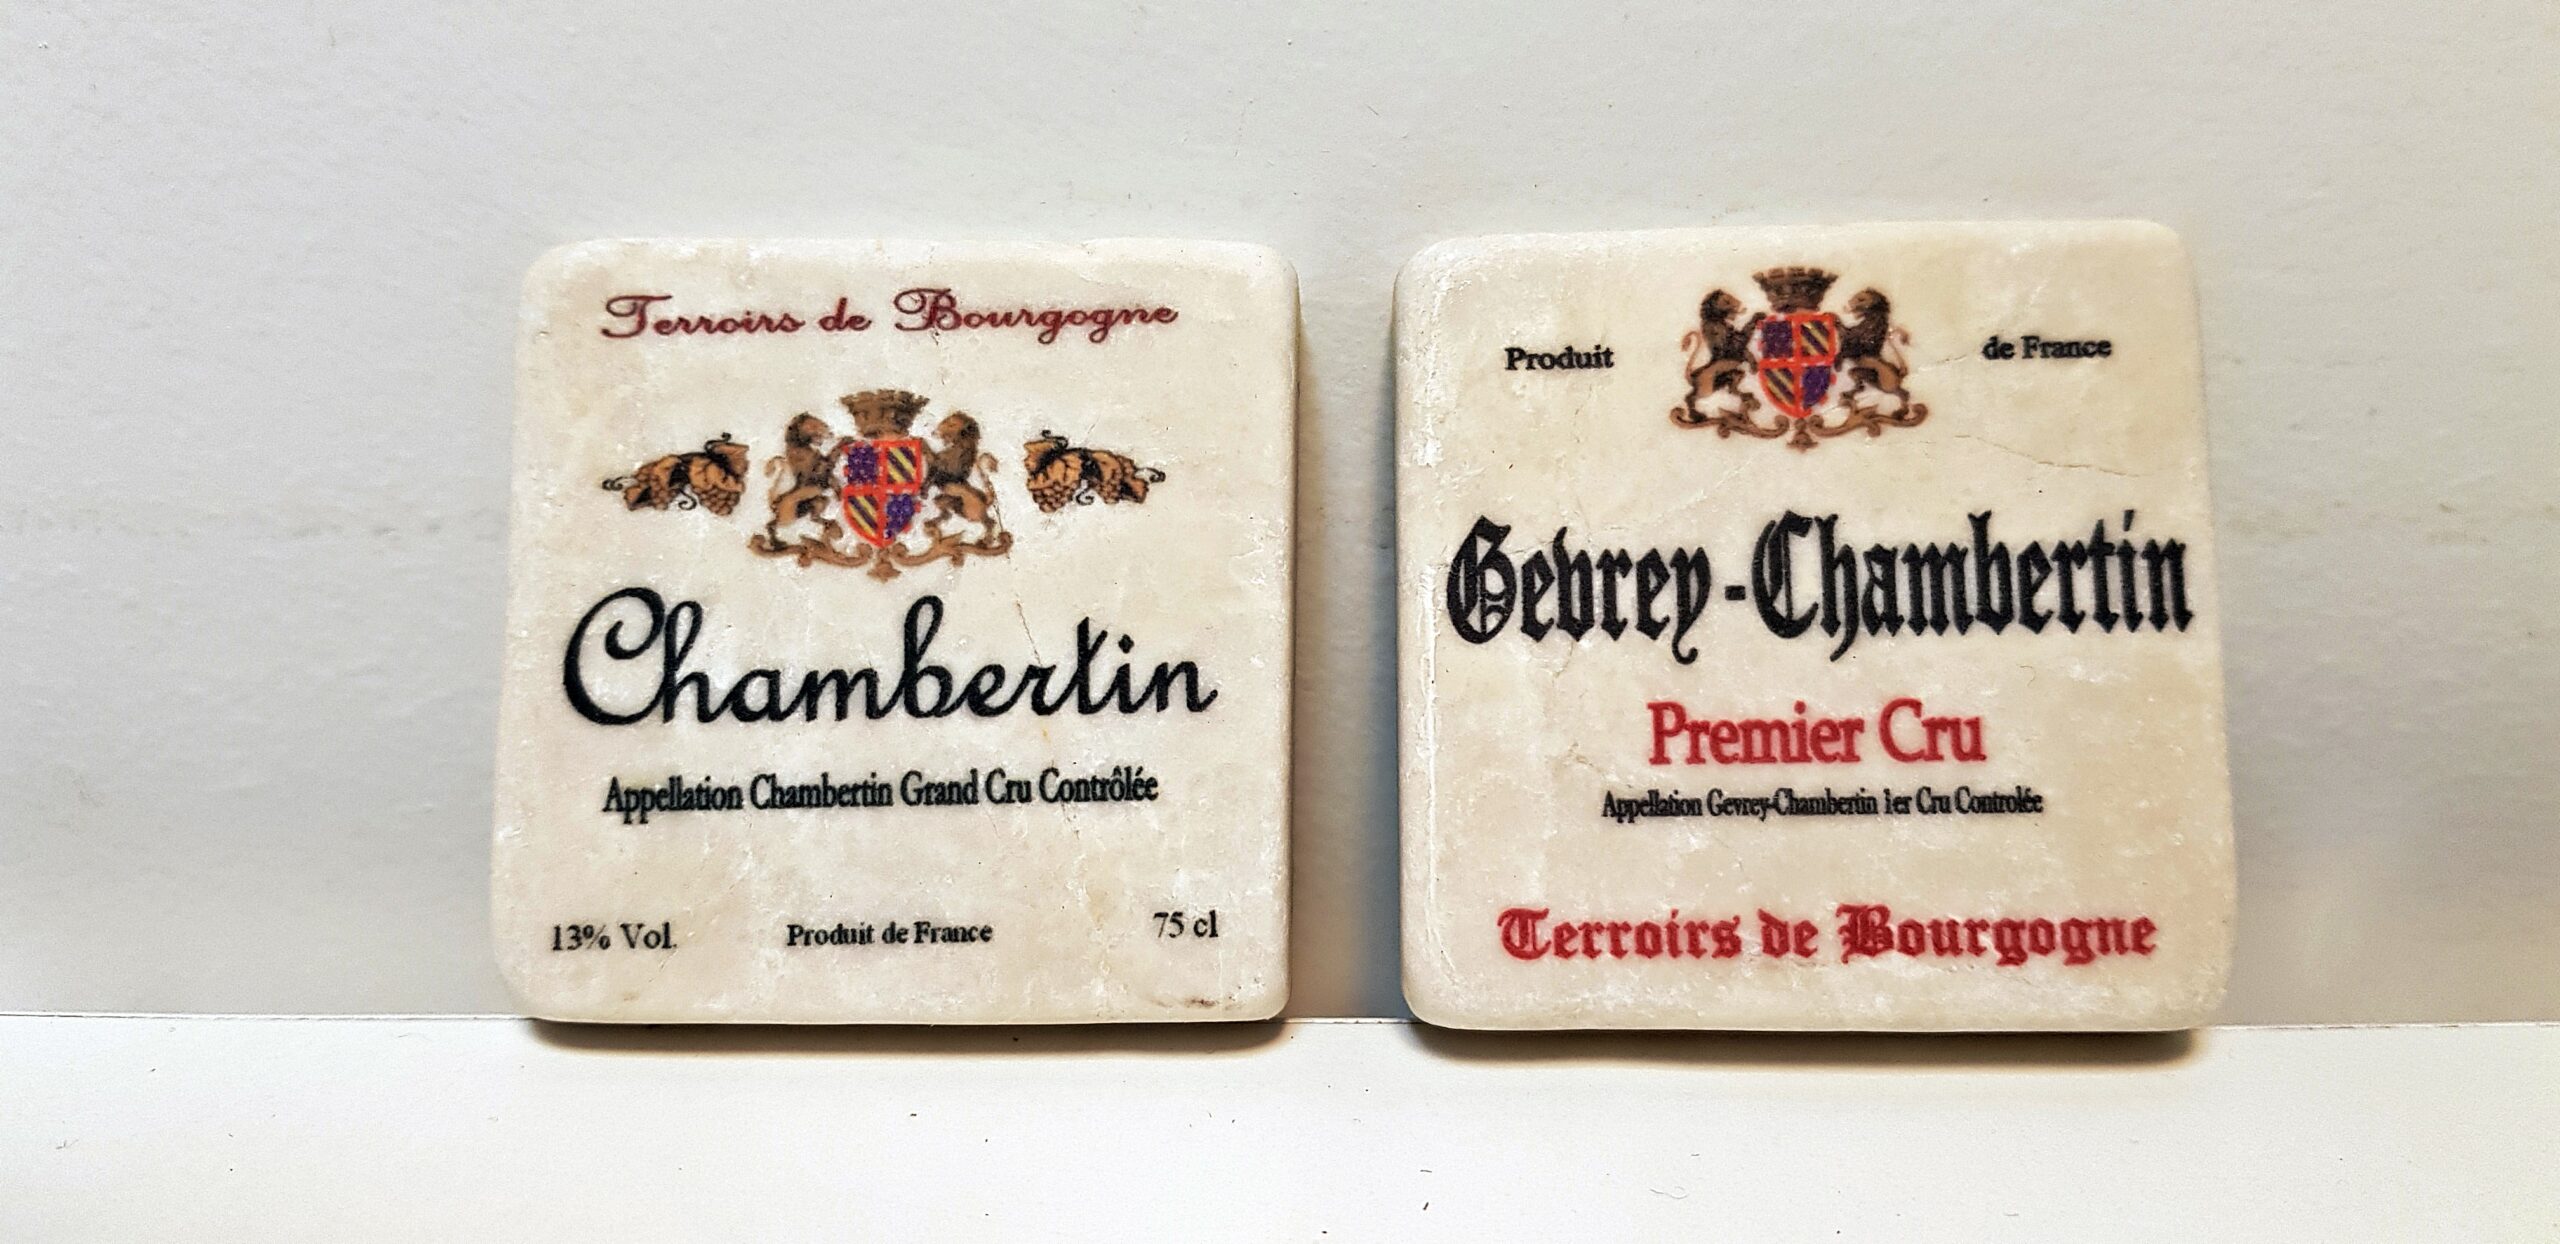 Terroirs de Bourgogne
Chambertin
Appellation Chambertin Grand Cru Contrôlée
13% Vol. Produit de France 75 cl
Produit de France
Gevrey-Chambertin
Premier Cru
Appellation Gevrey-Chambertin 1er Cru Controlée
Terroirs de Bourgogne